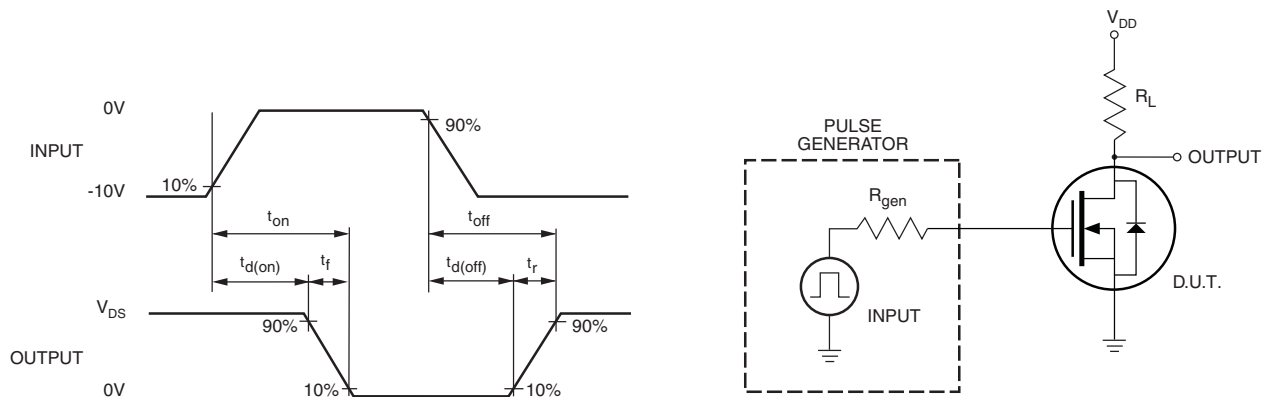 0V
INPUT
-10V
10%
90%
t_on
t_off
t_d(on)
t_f
t_d(off)
t_r
V_DS
90%
90%
OUTPUT
0V
10%
10%
V_DD
R_L
PULSE
GENERATOR
OUTPUT
R_gen
D.U.T.
INPUT